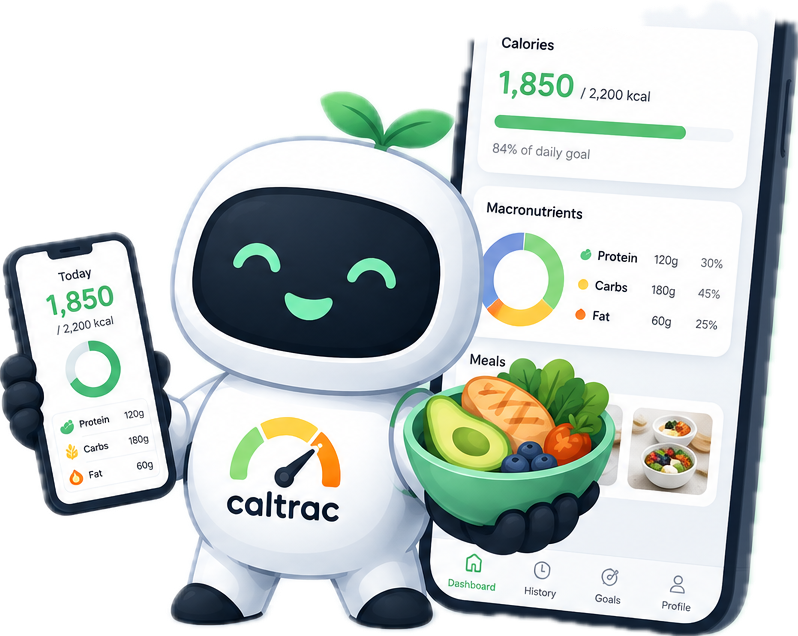 Today
1,850
/ 2,200 kcal
Protein 120g
Carbs 180g
Fat 60g
caltrac
Calories
1,850 / 2,200 kcal
84% of daily goal
Macronutrients
Protein 120g 30%
Carbs 180g 45%
Fat 60g 25%
Meals
Dashboard History Goals Profile